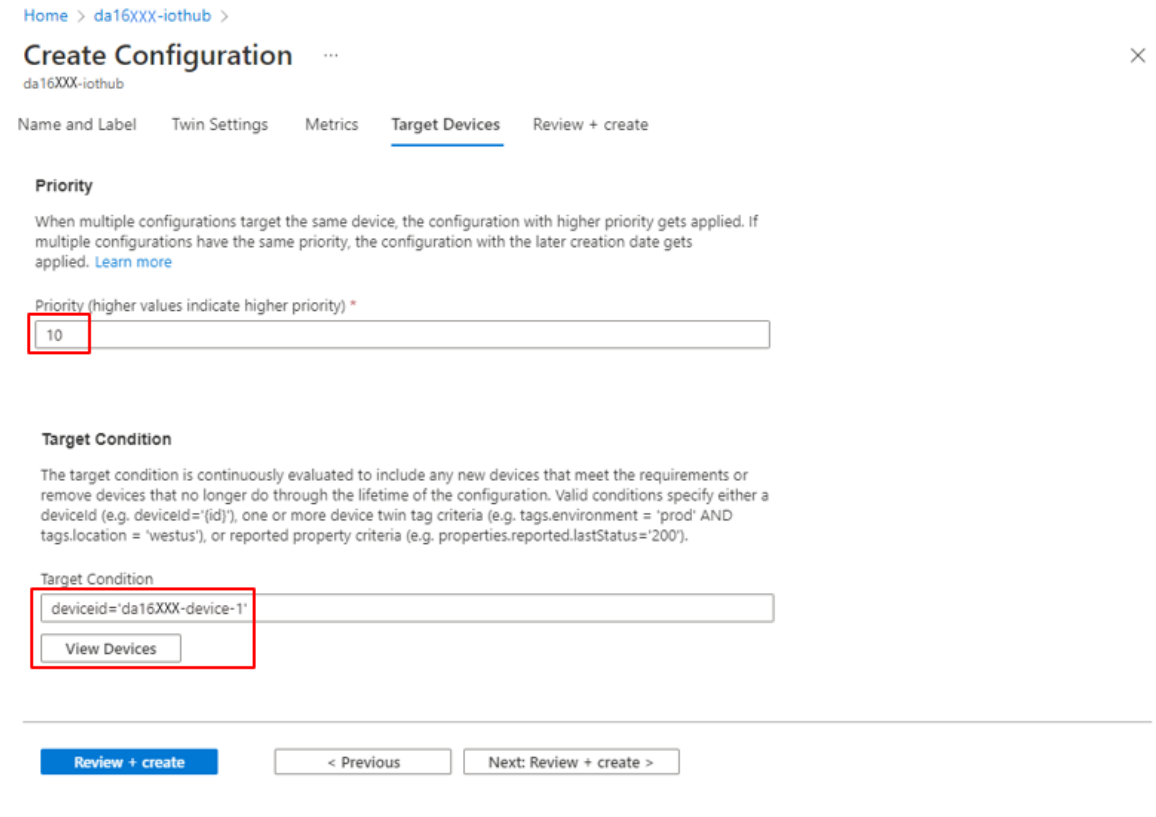 Home > da16XXX-iothub >
Create Configuration ...
da16XXX-iothub
Name and Label Twin Settings Metrics Target Devices Review + create
Priority
When multiple configurations target the same device, the configuration with higher priority gets applied. If
multiple configurations have the same priority, the configuration with the later creation date gets
applied. Learn more
Priority (higher values indicate higher priority) *
10
Target Condition
The target condition is continuously evaluated to include any new devices that meet the requirements or
remove devices that no longer do through the lifetime of the configuration. Valid conditions specify either a
deviceId (e.g. deviceId='{id}'), one or more device twin tag criteria (e.g. tags.environment = 'prod' AND
tags.location = 'westus'), or reported property criteria (e.g. properties.reported.lastStatus='200').
Target Condition
deviceid='da16XXX-device-1'
View Devices
Review + create < Previous Next: Review + create >